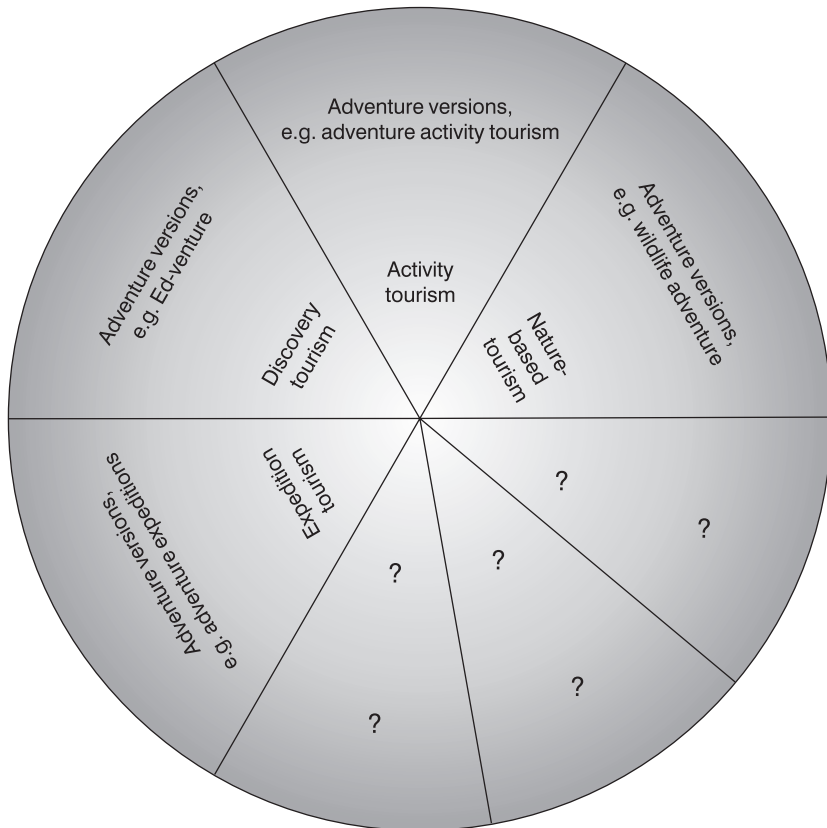 Adventure versions,
e.g. adventure activity tourism
Activity
tourism
Adventure versions,
e.g. wildlife adventure
Nature-
based
tourism
?
?
?
?
?
?
Expedition
tourism
Adventure versions,
e.g. adventure expeditions
Discovery
tourism
Adventure versions,
e.g. Ed-venture